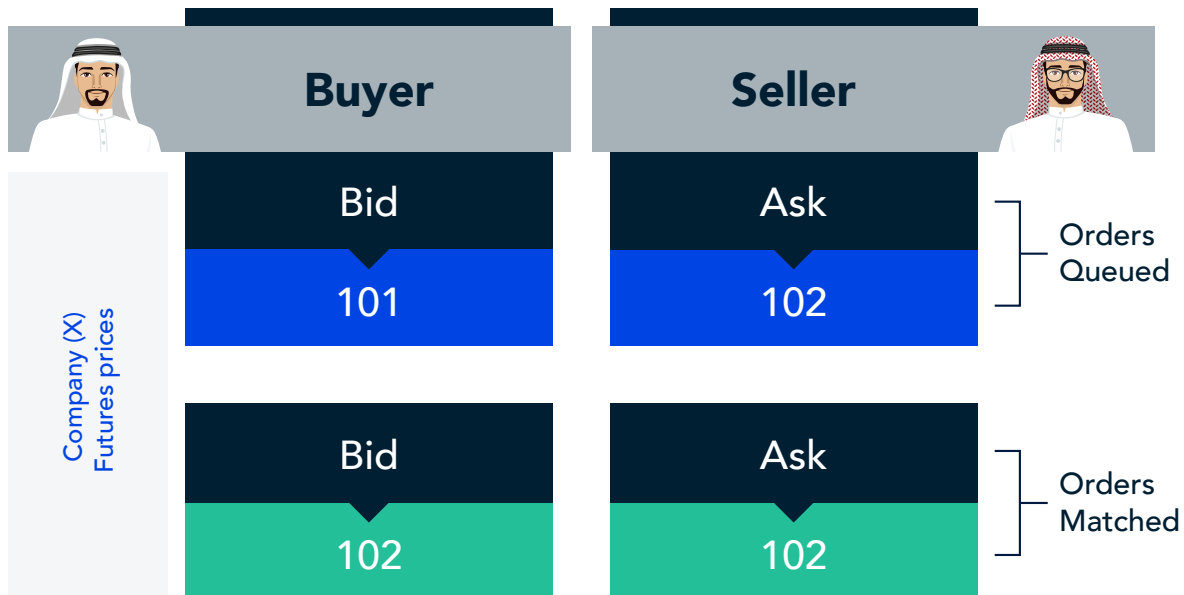 Buyer
Seller
Bid
Ask
101
102
Orders
Queued
Company (X)
Futures prices
Bid
Ask
102
102
Orders
Matched